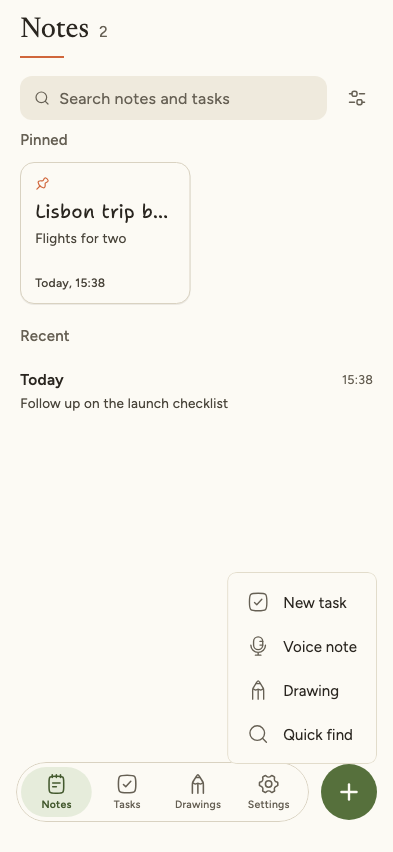 Notes 2
Search notes and tasks
Pinned
Lisbon trip b...
Flights for two
Today, 15:38
Recent
Today 15:38
Follow up on the launch checklist
New task
Voice note
Drawing
Quick find
Notes Tasks Drawings Settings